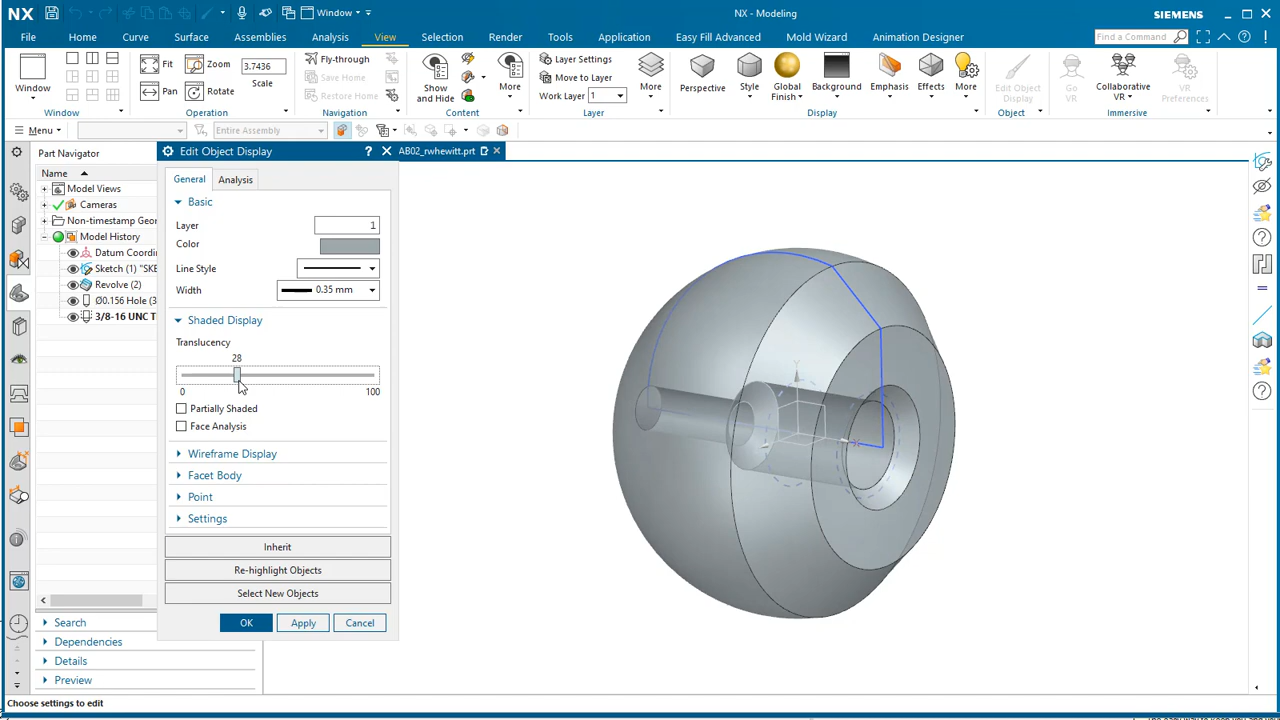 NX
Window
NX - Modeling
SIEMENS
File
Home
Curve
Surface
Assemblies
Analysis
View
Selection
Render
Tools
Application
Easy Fill Advanced
Mold Wizard
Animation Designer
Find a Command
Window
Fit
Zoom
3.7436
Pan
Rotate
Scale
Fly-through
Save Home
Restore Home
Show and Hide
More
Layer Settings
Move to Layer
Work Layer 1
More
Perspective
Style
Global Finish
Background
Emphasis
Effects
More
Edit Object Display
Go VR
Collaborative VR
VR Preferences
Window
Operation
Navigation
Content
Layer
Display
Object
Immersive
Menu
Entire Assembly
Part Navigator
Name
Model Views
Cameras
Non-timestamp Geor
Model History
Datum Coordin
Sketch (1) "SKE
Revolve (2)
Ø0.156 Hole (3
3/8-16 UNC T
Search
Dependencies
Details
Preview
Edit Object Display
?
AB02_rwhewitt.prt
General
Analysis
Basic
Layer
1
Color
Line Style
Width
0.35 mm
Shaded Display
Translucency
28
0
100
Partially Shaded
Face Analysis
Wireframe Display
Facet Body
Point
Settings
Inherit
Re-highlight Objects
Select New Objects
OK
Apply
Cancel
Y
X
Choose settings to edit